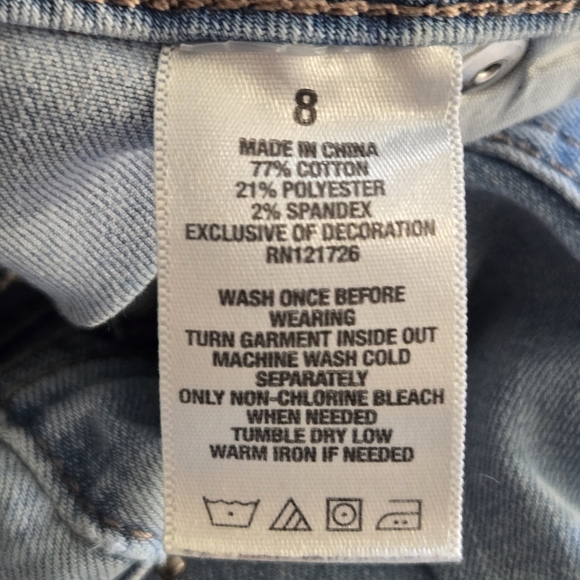 8
MADE IN CHINA
77% COTTON
21% POLYESTER
2% SPANDEX
EXCLUSIVE OF DECORATION
RN121726
WASH ONCE BEFORE
WEARING
TURN GARMENT INSIDE OUT
MACHINE WASH COLD
SEPARATELY
ONLY NON-CHLORINE BLEACH
WHEN NEEDED
TUMBLE DRY LOW
WARM IRON IF NEEDED